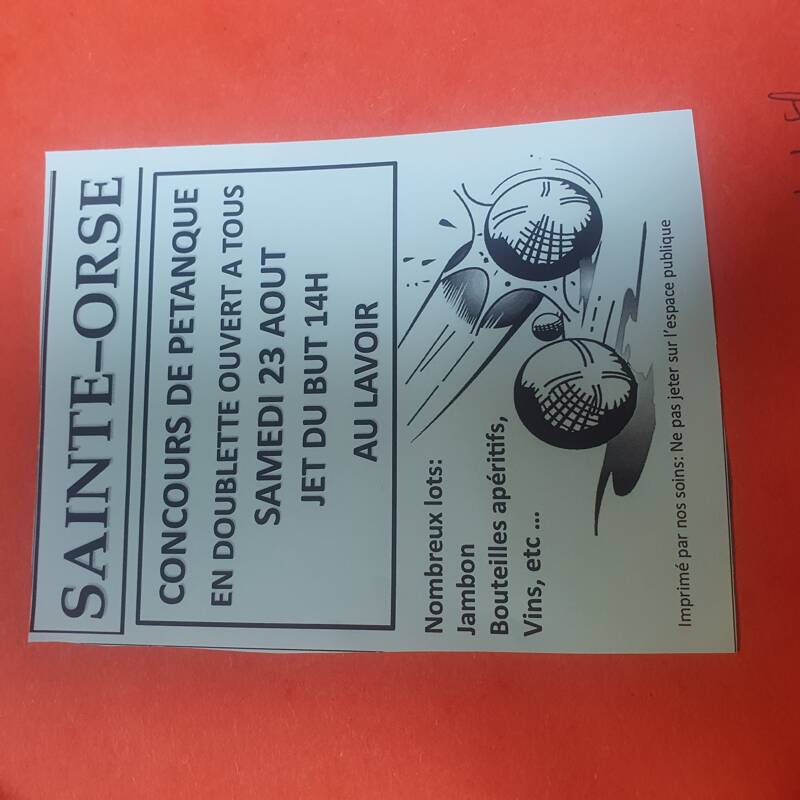 SAINTE–ORSE
CONCOURS DE PETANQUE
EN DOUBLETTE OUVERT A TOUS
SAMEDI 23 AOUT
JET DU BUT 14H
AU LAVOIR
Nombreux lots:
Jambon
Bouteilles apéritifs,
Vins, etc ...
Imprimé par nos soins: Ne pas jeter sur l'espace publique